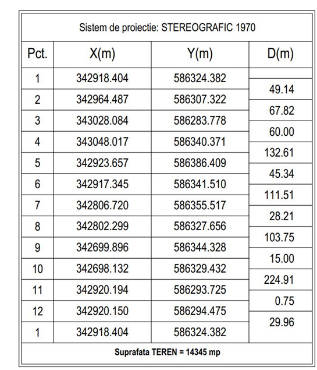 Sistem de proiectie: STEREOGRAFIC 1970
Pct. X(m) Y(m) D(m)
1 342918.404 586324.382
49.14
2 342964.487 586307.322
67.82
3 343028.084 586283.778
60.00
4 343048.017 586340.371
132.61
5 342923.657 586386.409
45.34
6 342917.345 586341.510
111.51
7 342806.720 586355.517
28.21
8 342802.299 586327.656
103.75
9 342699.896 586344.328
15.00
10 342698.132 586329.432
224.91
11 342920.194 586293.725
0.75
12 342920.150 586294.475
29.96
1 342918.404 586324.382
Suprafata TEREN = 14345 mp